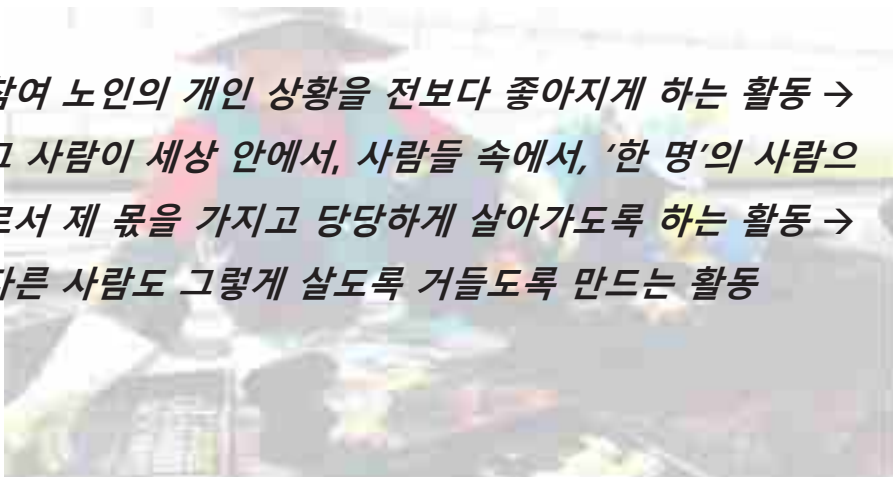 참여 노인의 개인 상황을 전보다 좋아지게 하는 활동 →
그 사람이 세상 안에서, 사람들 속에서, ‘한 명’의 사람으
로서 제 몫을 가지고 당당하게 살아가도록 하는 활동 →
다른 사람도 그렇게 살도록 거들도록 만드는 활동